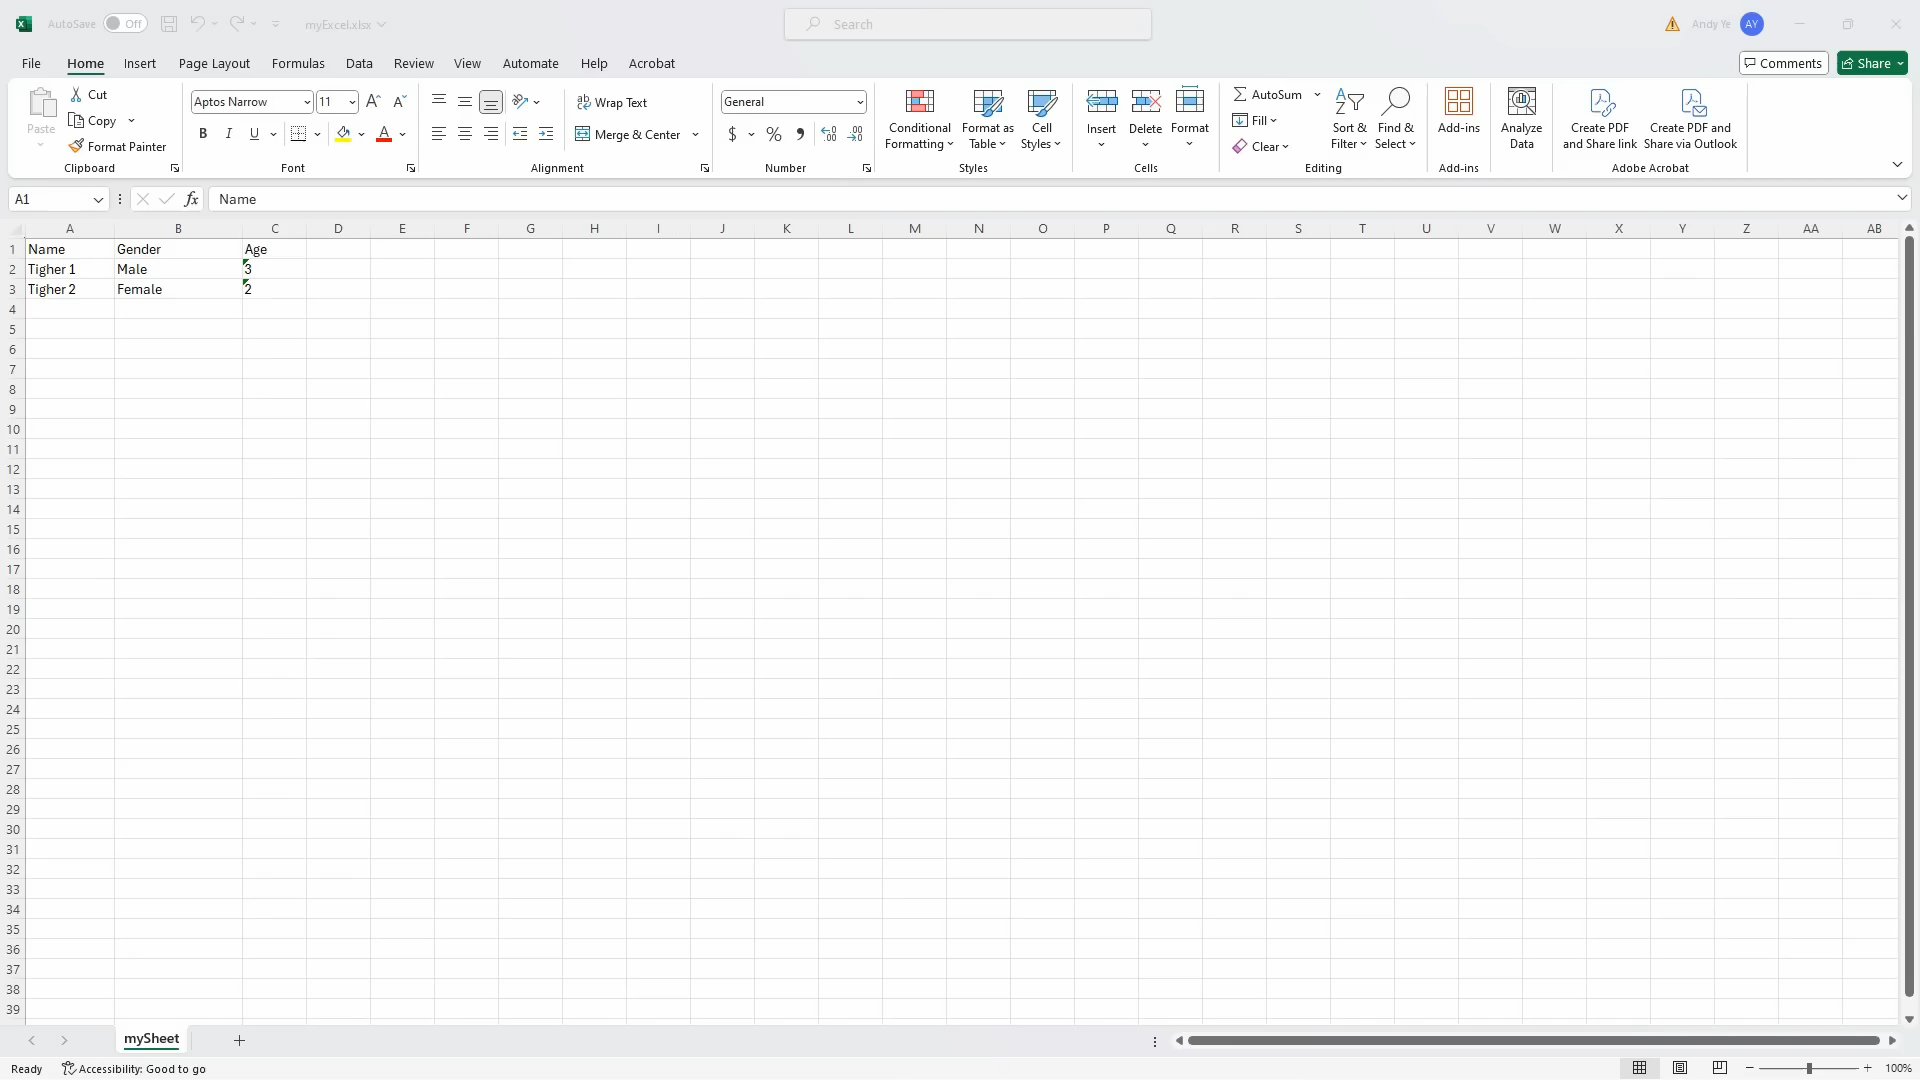 AutoSave Off myExcel.xlsx Search Andy Ye AY
File Home Insert Page Layout Formulas Data Review View Automate Help Acrobat Comments Share
Paste Cut Copy Format Painter Clipboard
Aptos Narrow 11 B I U A Font
ab Wrap Text Merge & Center Alignment
General $ % , Number
Conditional Formatting Format as Table Cell Styles Styles
Insert Delete Format Cells
AutoSum Fill Clear Sort & Filter Find & Select Editing
Add-ins Add-ins
Analyze Data
Create PDF and Share link Create PDF and Share via Outlook Adobe Acrobat
A1 fx Name
A B C D E F G H I J K L M N O P Q R S T U V W X Y Z AA AB
1 Name Gender Age
2 Tigher 1 Male 3
3 Tigher 2 Female 2
4
5
6
7
8
9
10
11
12
13
14
15
16
17
18
19
20
21
22
23
24
25
26
27
28
29
30
31
32
33
34
35
36
37
38
39
mySheet
Ready Accessibility: Good to go 100%